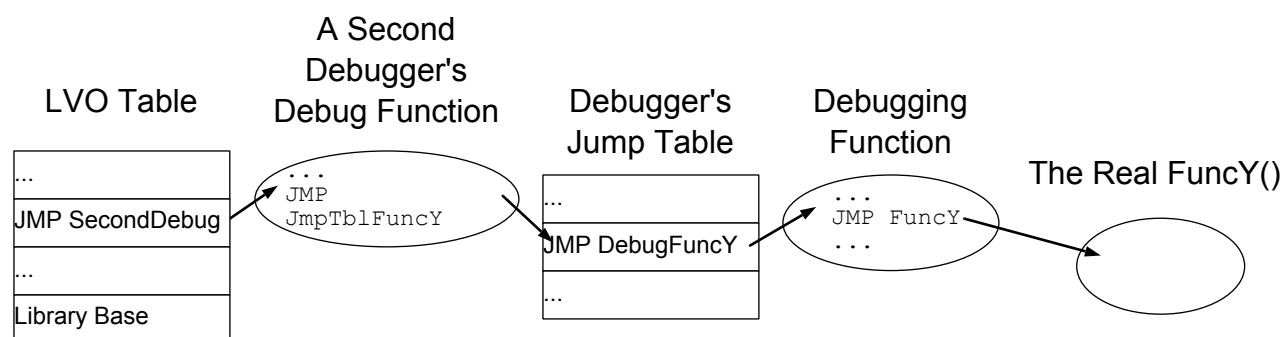 LVO Table
...
JMP SecondDebug
...
Library Base
A Second
Debugger's
Debug Function
...
JMP
JmpTblFuncY
Debugger's
Jump Table
...
JMP DebugFuncY
...
Debugging
Function
...
JMP FuncY
...
The Real FuncY()